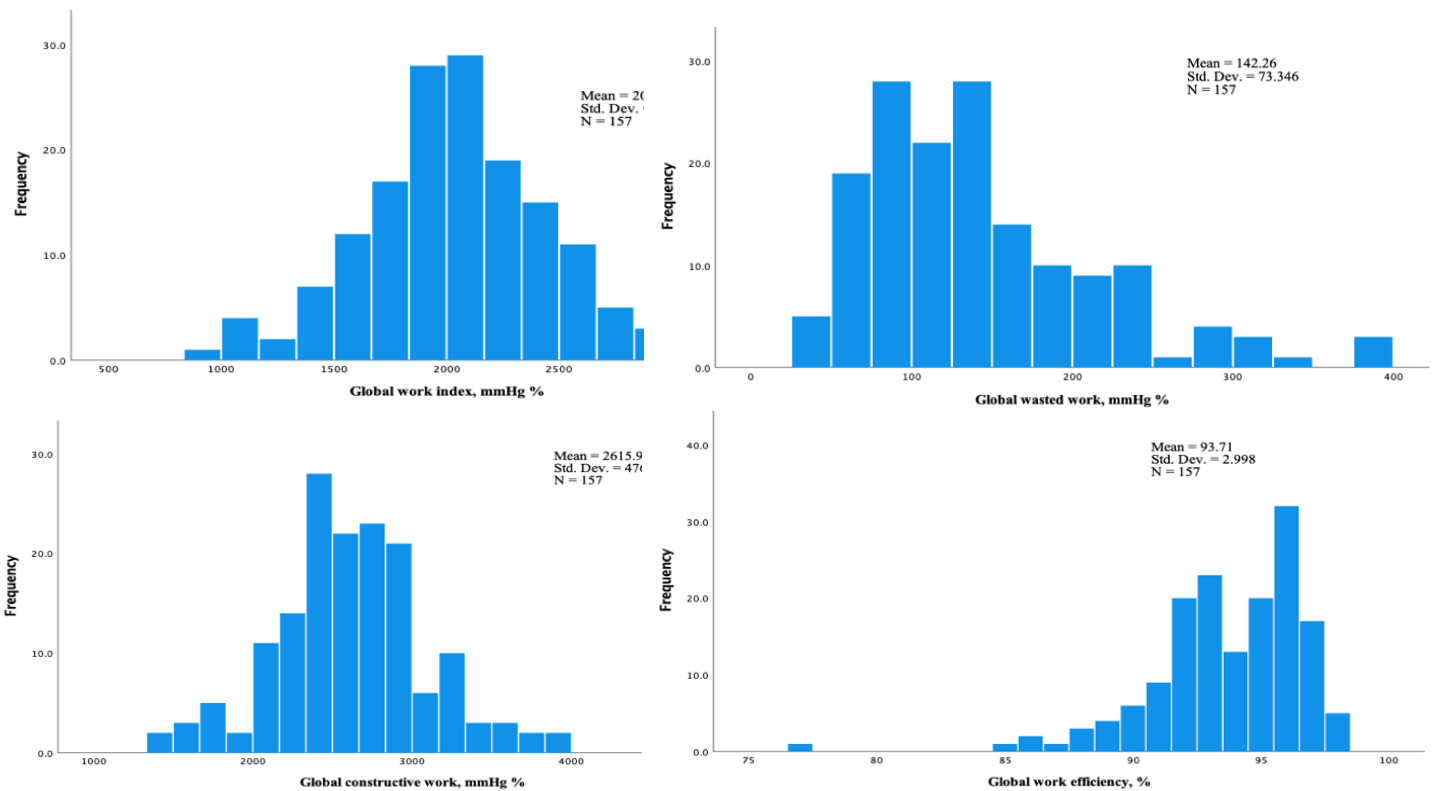 30.0
20.0
10.0
0.0
Frequency
500
1000
1500
2000
2500
Global work index, mmHg %
Mean = 20
Std. Dev.
N = 157
30.0
20.0
10.0
0.0
Frequency
0
100
200
300
400
Global wasted work, mmHg %
Mean = 142.26
Std. Dev. = 73.346
N = 157
30.0
20.0
10.0
0.0
Frequency
1000
2000
3000
4000
Global constructive work, mmHg %
Mean = 2615.9
Std. Dev. = 47
N = 157
40.0
30.0
20.0
10.0
0.0
Frequency
75
80
85
90
95
100
Global work efficiency, %
Mean = 93.71
Std. Dev. = 2.998
N = 157